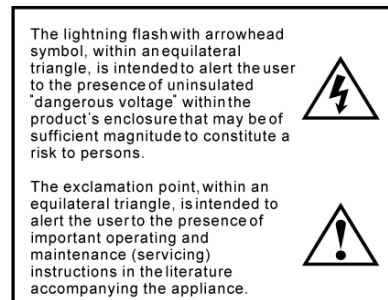 The lightning flash with arrowhead
symbol, within an equilateral
triangle, is intended to alert the user
to the presence of uninsulated
"dangerous voltage" within the
product's enclosure that may be of
sufficient magnitude to constitute a
risk to persons.
The exclamation point, within an
equilateral triangle, is intended to
alert the user to the presence of
important operating and
maintenance (servicing)
instructions in the literature
accompanying the appliance.